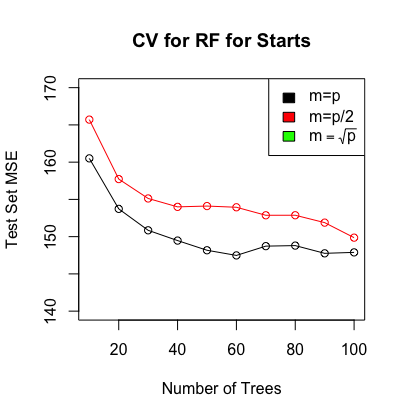 CV for RF for Starts
m=p
m=p/2
m = √p
Test Set MSE
170
160
150
140
20 40 60 80 100
Number of Trees